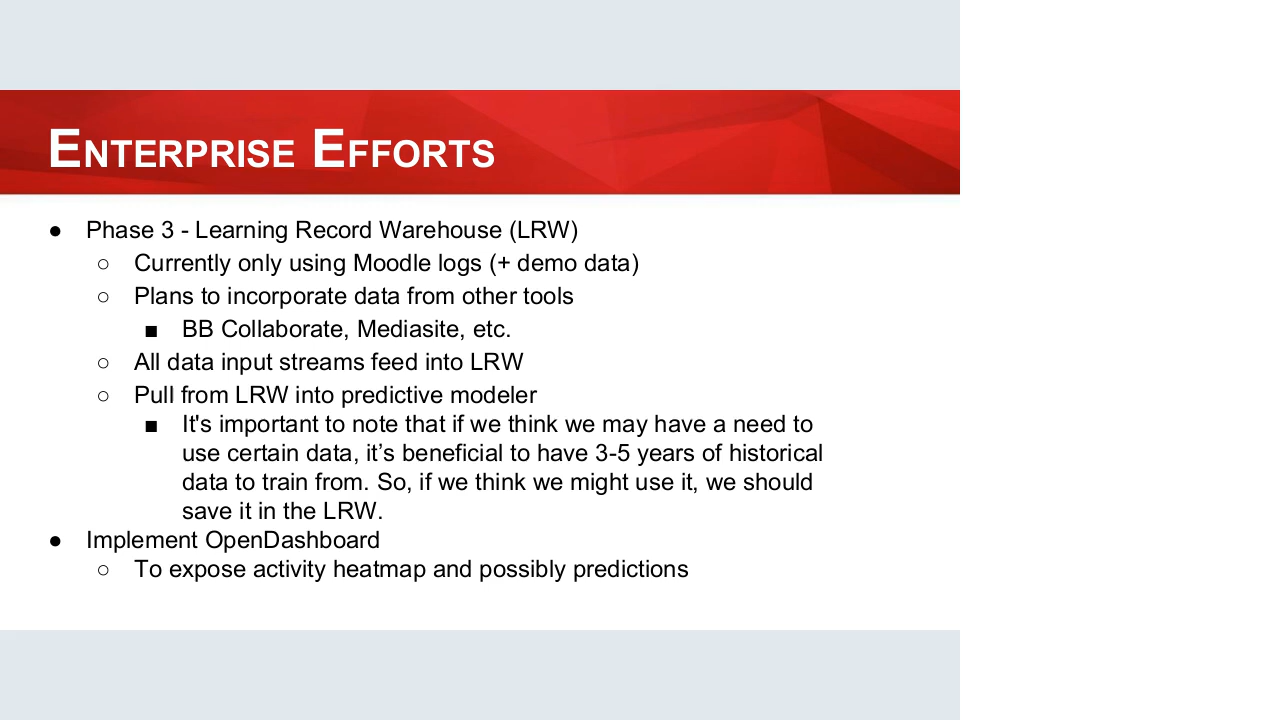 Enterprise Efforts
● Phase 3 - Learning Record Warehouse (LRW)
○ Currently only using Moodle logs (+ demo data)
○ Plans to incorporate data from other tools
■ BB Collaborate, Mediasite, etc.
○ All data input streams feed into LRW
○ Pull from LRW into predictive modeler
■ It's important to note that if we think we may have a need to
use certain data, it’s beneficial to have 3-5 years of historical
data to train from. So, if we think we might use it, we should
save it in the LRW.
● Implement OpenDashboard
○ To expose activity heatmap and possibly predictions